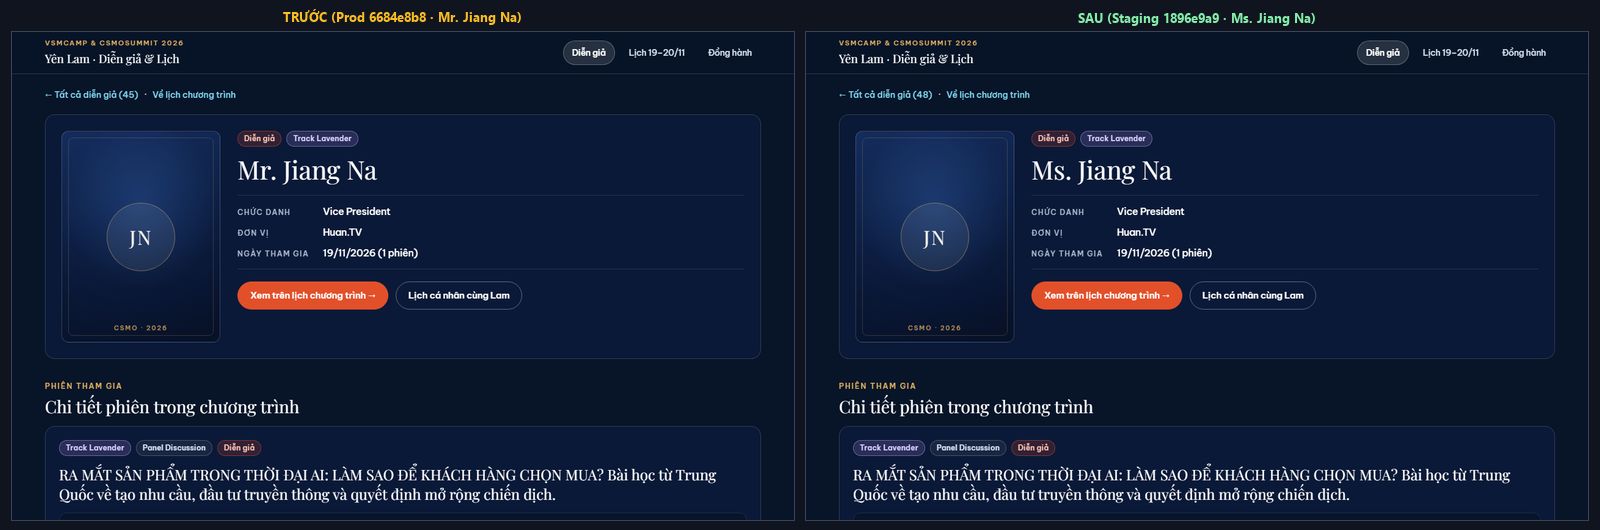 TRƯỚC (Prod 6684e8b8 · Mr. Jiang Na)
VSMCAMP & CSMOSUMMIT 2026
Yên Lam · Diễn giả & Lịch
Diễn giả
Lịch 19–20/11
Đồng hành
← Tất cả diễn giả (45) · Về lịch chương trình
JN
CSMO · 2026
Diễn giả
Track Lavender
Mr. Jiang Na
CHỨC DANH Vice President
ĐƠN VỊ Huan.TV
NGÀY THAM GIA 19/11/2026 (1 phiên)
Xem trên lịch chương trình →
Lịch cá nhân cùng Lam
PHIÊN THAM GIA
Chi tiết phiên trong chương trình
Track Lavender
Panel Discussion
Diễn giả
RA MẮT SẢN PHẨM TRONG THỜI ĐẠI AI: LÀM SAO ĐỂ KHÁCH HÀNG CHỌN MUA? Bài học từ Trung
Quốc về tạo nhu cầu, đầu tư truyền thông và quyết định mở rộng chiến dịch.
SAU (Staging 1896e9a9 · Ms. Jiang Na)
VSMCAMP & CSMOSUMMIT 2026
Yên Lam · Diễn giả & Lịch
Diễn giả
Lịch 19–20/11
Đồng hành
← Tất cả diễn giả (48) · Về lịch chương trình
JN
CSMO · 2026
Diễn giả
Track Lavender
Ms. Jiang Na
CHỨC DANH Vice President
ĐƠN VỊ Huan.TV
NGÀY THAM GIA 19/11/2026 (1 phiên)
Xem trên lịch chương trình →
Lịch cá nhân cùng Lam
PHIÊN THAM GIA
Chi tiết phiên trong chương trình
Track Lavender
Panel Discussion
Diễn giả
RA MẮT SẢN PHẨM TRONG THỜI ĐẠI AI: LÀM SAO ĐỂ KHÁCH HÀNG CHỌN MUA? Bài học từ Trung
Quốc về tạo nhu cầu, đầu tư truyền thông và quyết định mở rộng chiến dịch.